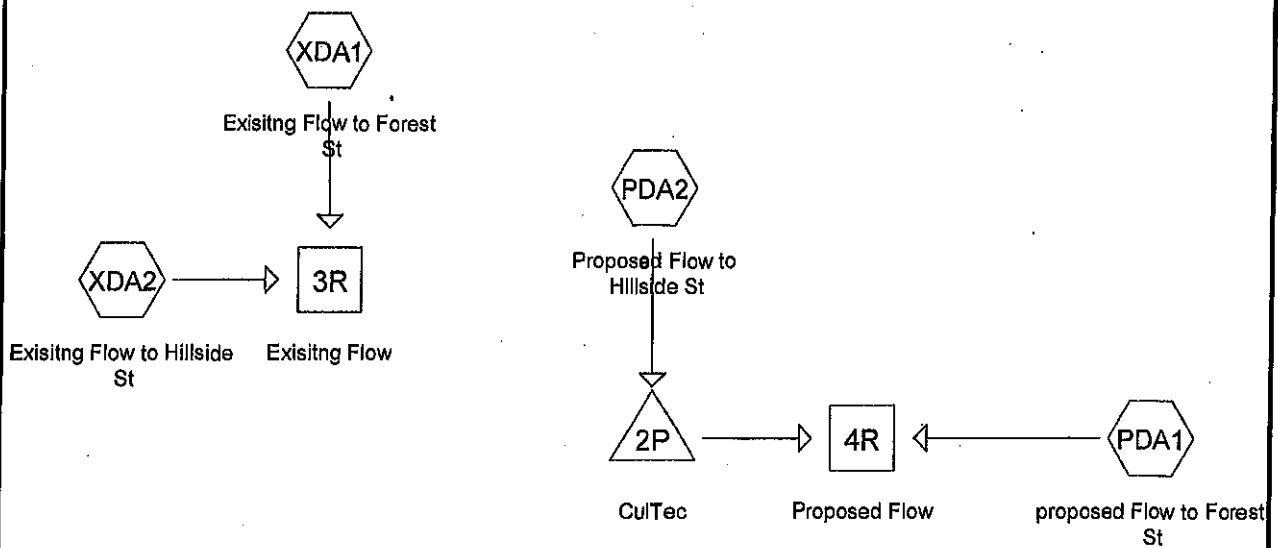 XDA1
Exisitng Flow to Forest
St
XDA2
Exisitng Flow to Hillside
St
3R
Exisitng Flow
PDA2
Proposed Flow to
Hillside St
2P
CulTec
4R
Proposed Flow
PDA1
proposed Flow to Forest
St